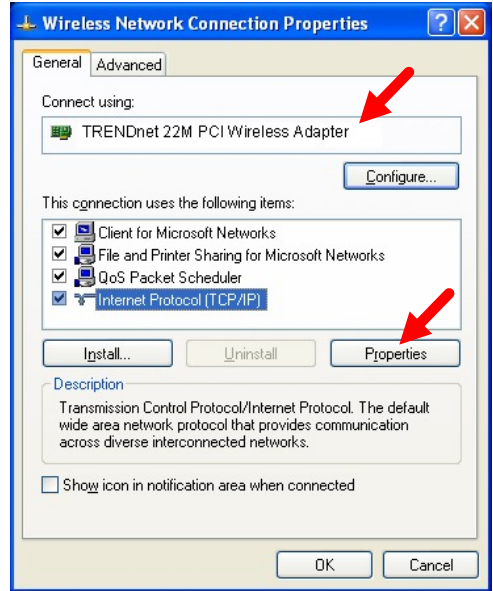 Wireless Network Connection Properties
General Advanced
Connect using:
TRENDnet 22M PCI Wireless Adapter
Configure...
This connection uses the following items:
Client for Microsoft Networks
File and Printer Sharing for Microsoft Networks
QoS Packet Scheduler
Internet Protocol (TCP/IP)
Install... Uninstall Properties
Description
Transmission Control Protocol/Internet Protocol. The default
wide area network protocol that provides communication
across diverse interconnected networks.
Show icon in notification area when connected
OK Cancel